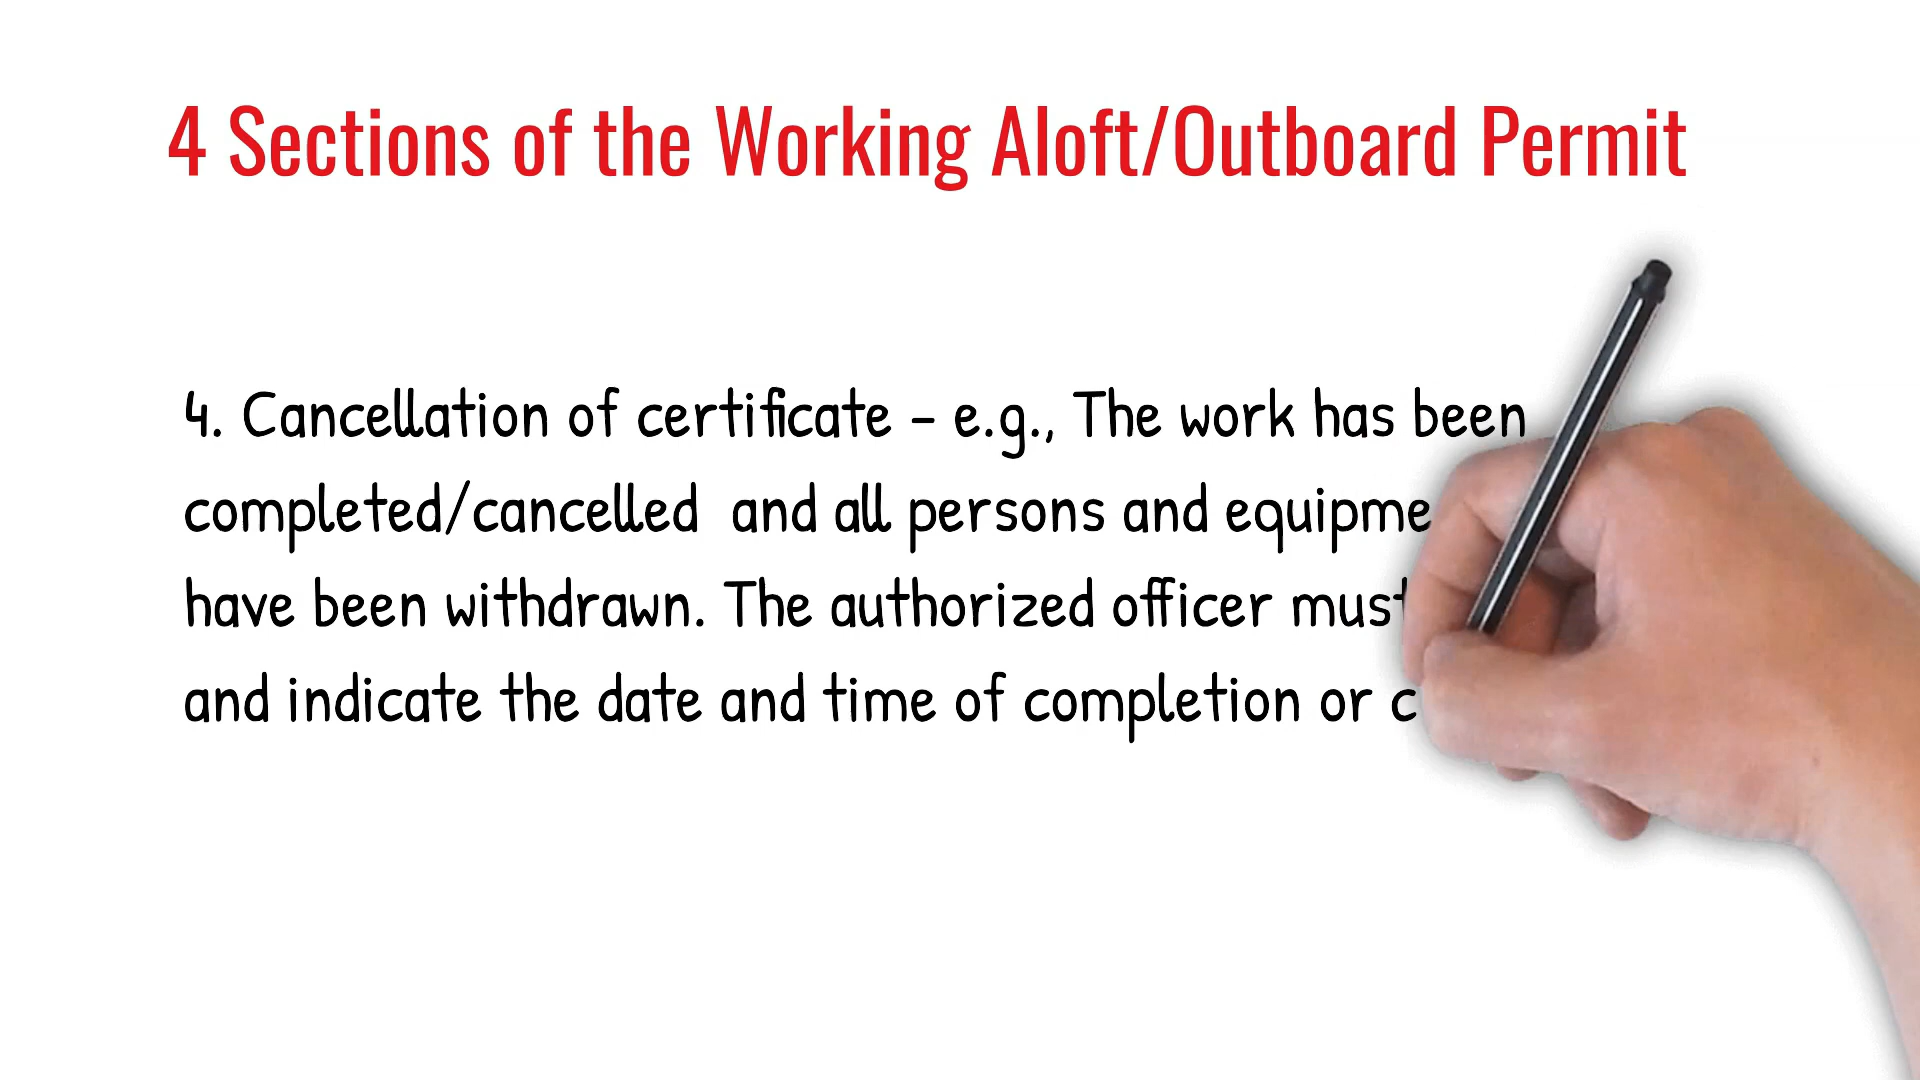 4 Sections of the Working Aloft/Outboard Permit
4. Cancellation of certificate - e.g., The work has been
completed/cancelled and all persons and equipme
have been withdrawn. The authorized officer must
and indicate the date and time of completion or c